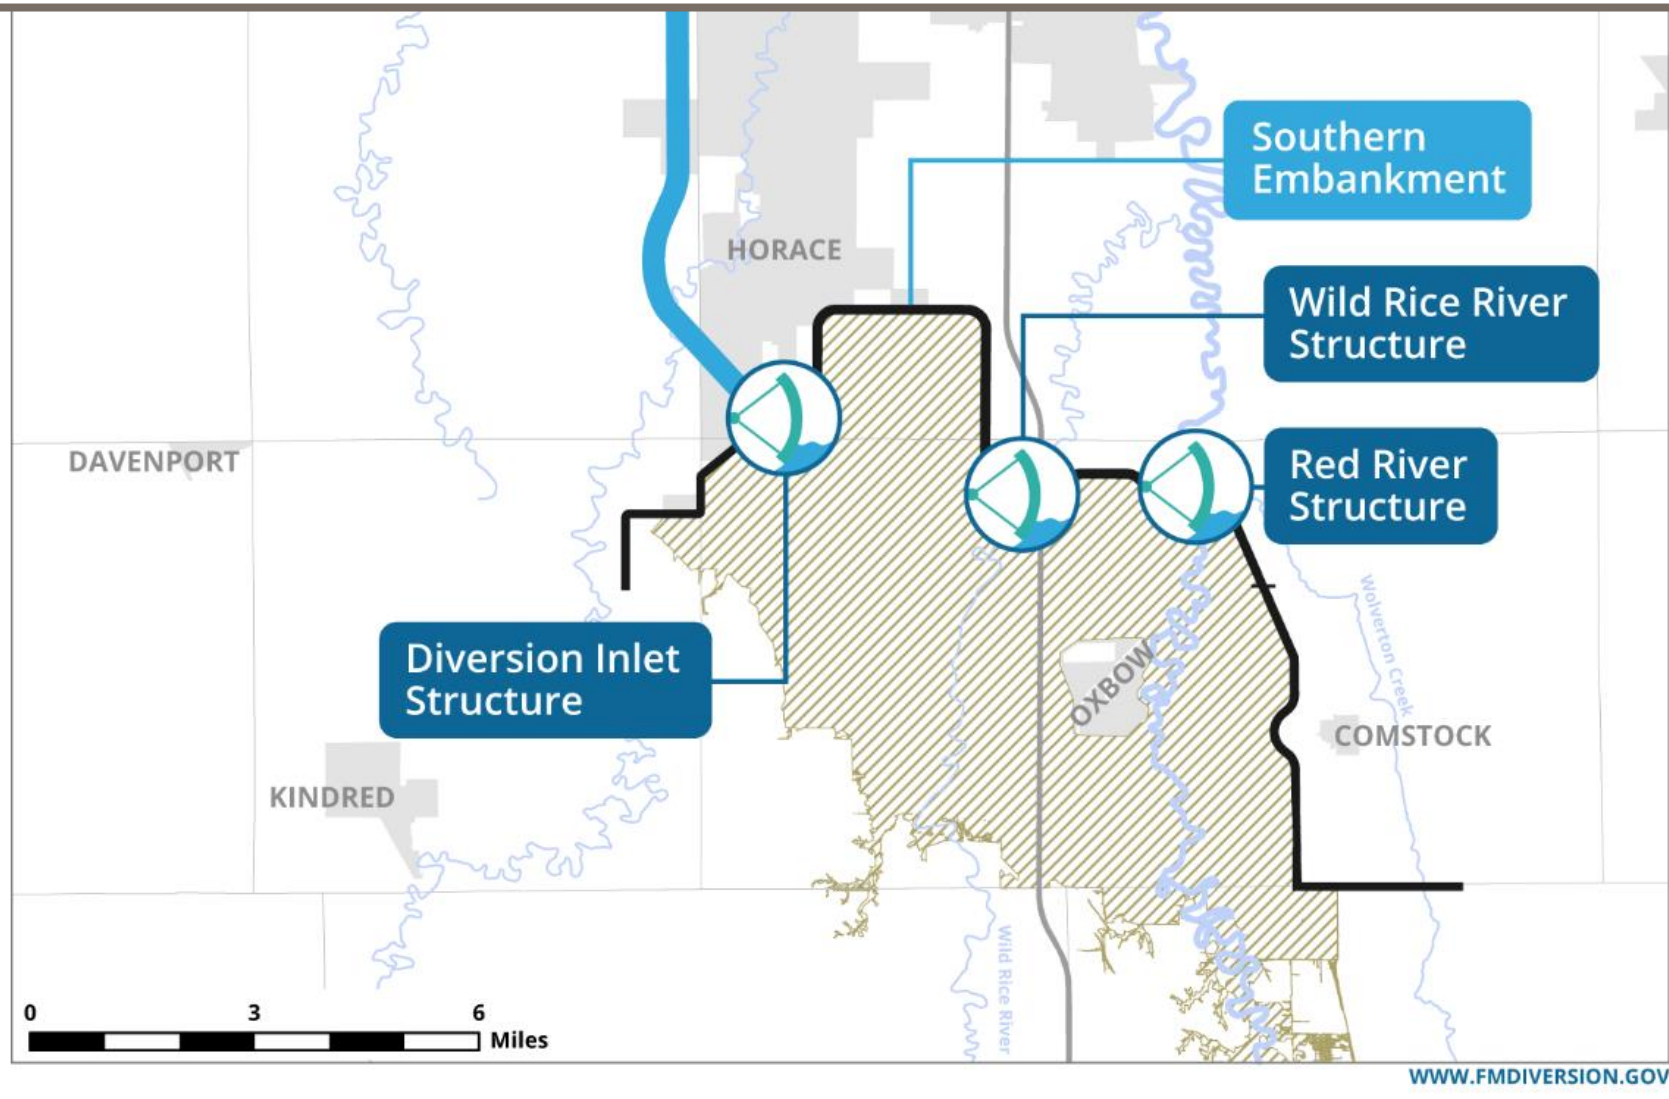 Southern
Embankment
HORACE
Wild Rice River
Structure
DAVENPORT
Red River
Structure
Wolverton Creek
Diversion Inlet
Structure
OXBOW
COMSTOCK
KINDRED
Wild Rice River
0 3 6
Miles
WWW.FMDIVERSION.GOV